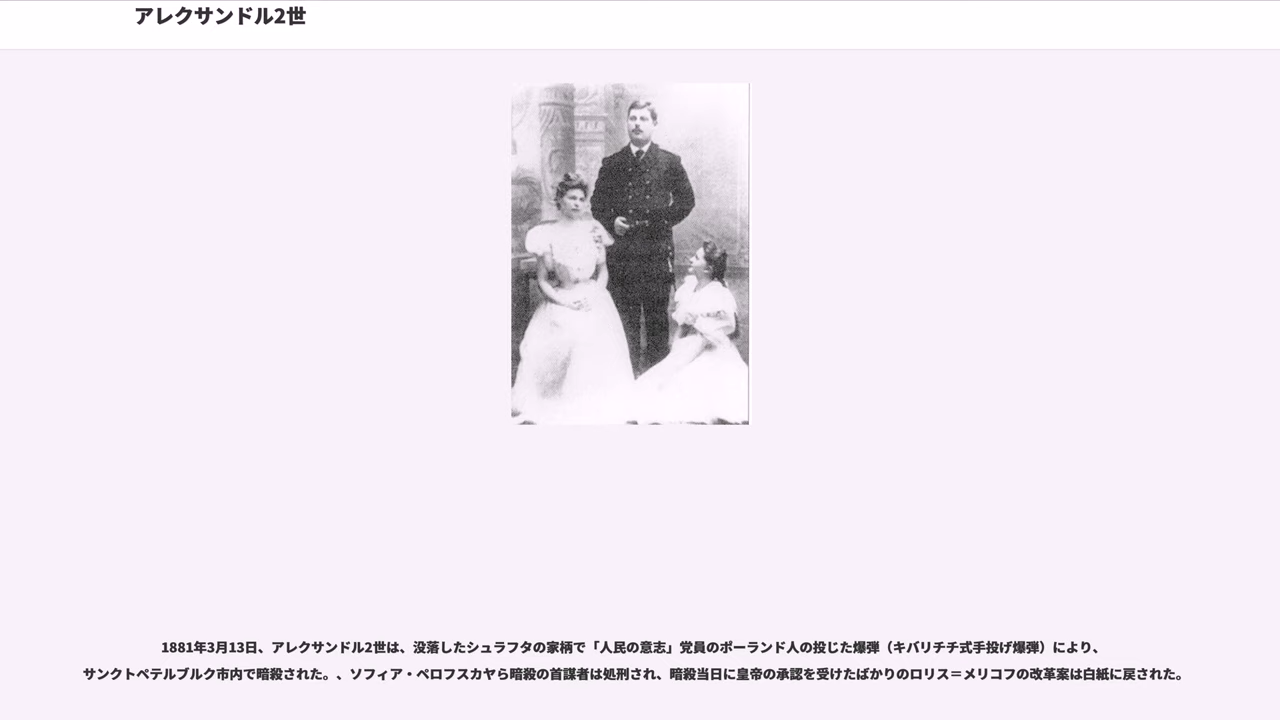 アレクサンドル2世
1881年3月13日、アレクサンドル2世は、没落したシュラフタの家柄で「人民の意志」党員のポーランド人の投じた爆弾（キバリチチ式手投げ爆弾）により、
サンクトペテルブルク市内で暗殺された。、ソフィア・ペロフスカヤら暗殺の首謀者は処刑され、暗殺当日に皇帝の承認を受けたばかりのロリス＝メリコフの改革案は白紙に戻された。